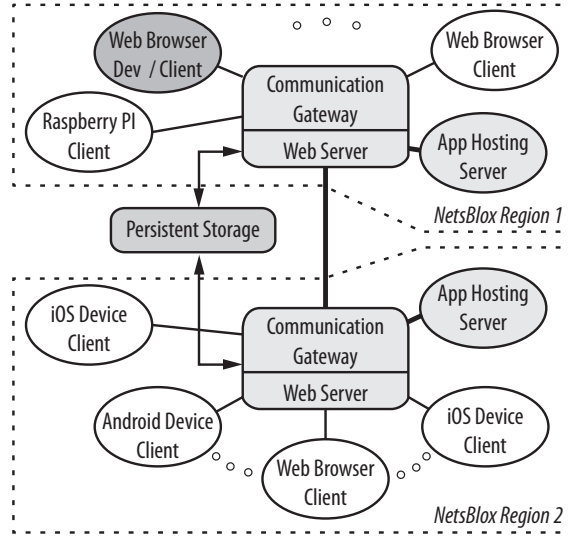 Web Browser
Dev / Client
Web Browser
Client
Communication
Gateway
Raspberry PI
Client
Web Server
App Hosting
Server
NetsBlox Region 1
Persistent Storage
iOS Device
Client
Communication
Gateway
App Hosting
Server
Web Server
Android Device
Client
Web Browser
Client
iOS Device
Client
NetsBlox Region 2